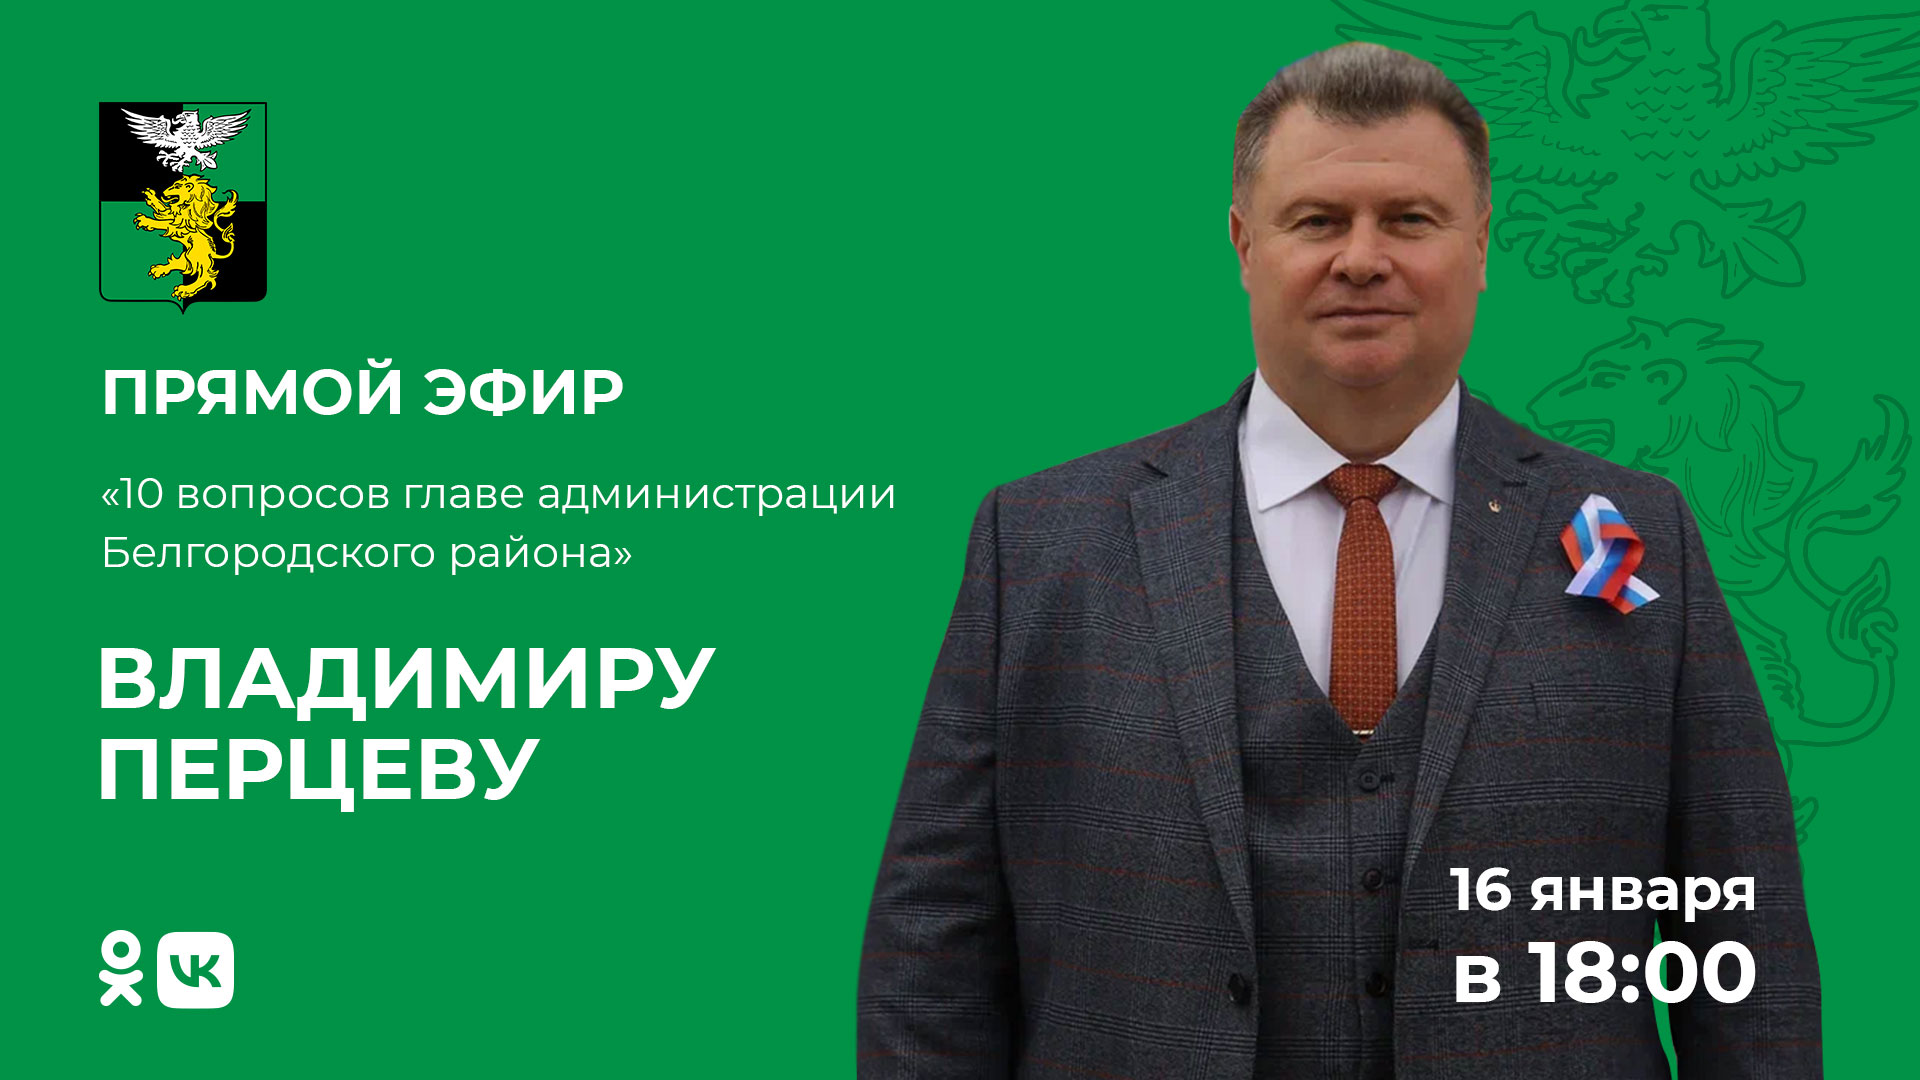 ПРЯМОЙ ЭФИР
«10 вопросов главе администрации
Белгородского района»
ВЛАДИМИРУ
ПЕРЦЕВУ
16 января
в 18:00